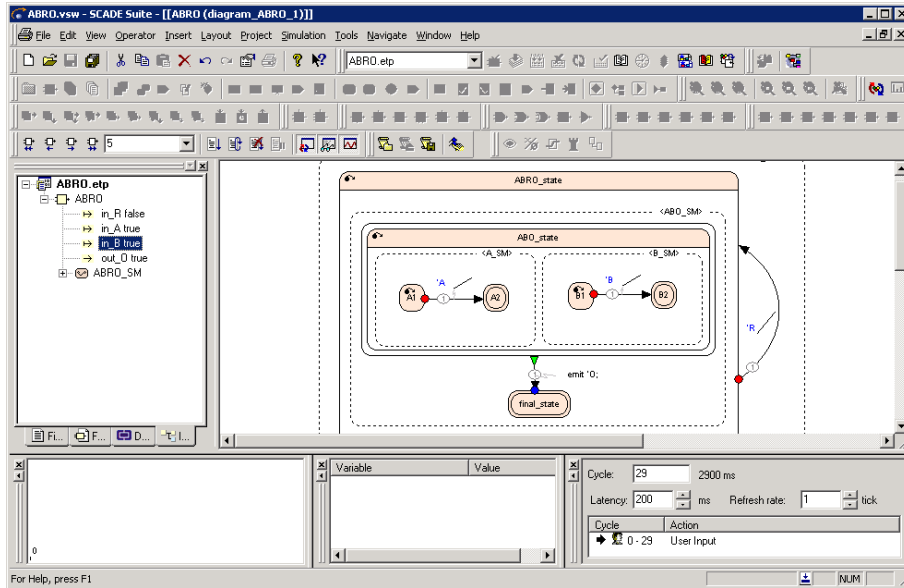 ABRO.vsw - SCADE Suite - [[ABRO (diagram_ABRO_1)]]
File Edit View Operator Insert Layout Project Simulation Tools Navigate Window Help
ABRO.etp
5
ABRO.etp
ABRO
in_R false
in_A true
in_B true
out_O true
ABRO_SM
Fi... F... D... I...
ABRO_state
<ABO_SM>
ABO_state
<A_SM> <B_SM>
'A 'B
A1 1 A2 B1 1 B2
'R
1
1 emit 'O;
final_state
0
Variable Value
Cycle: 29 2900 ms
Latency: 200 ms Refresh rate: 1 tick
Cycle Action
0 - 29 User Input
For Help, press F1 NUM